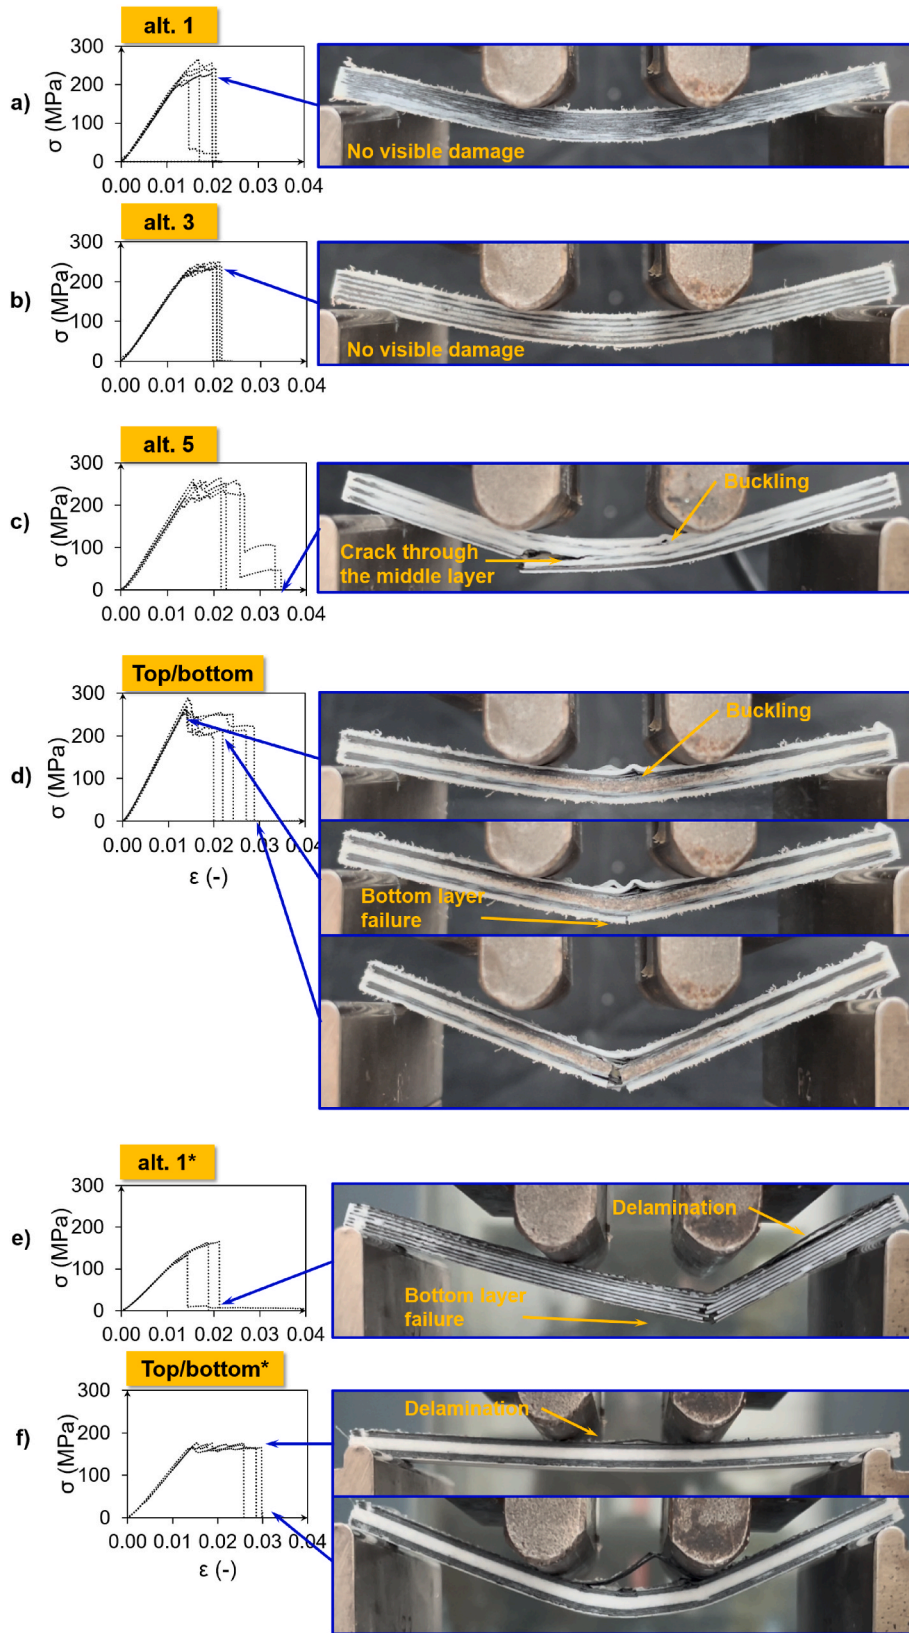 alt. 1
a)
σ (MPa)
300
200
100
0
0.00 0.01 0.02 0.03 0.04
No visible damage
alt. 3
b)
σ (MPa)
300
200
100
0
0.00 0.01 0.02 0.03 0.04
No visible damage
alt. 5
c)
σ (MPa)
300
200
100
0
0.00 0.01 0.02 0.03 0.04
Buckling
Crack through
the middle layer
Top/bottom
d)
σ (MPa)
300
200
100
0
0.00 0.01 0.02 0.03 0.04
ε (-)
Buckling
Bottom layer
failure
alt. 1*
e)
σ (MPa)
300
200
100
0
0.00 0.01 0.02 0.03 0.04
Delamination
Bottom layer
failure
Top/bottom*
f)
σ (MPa)
300
200
100
0
0.00 0.01 0.02 0.03 0.04
ε (-)
Delamination